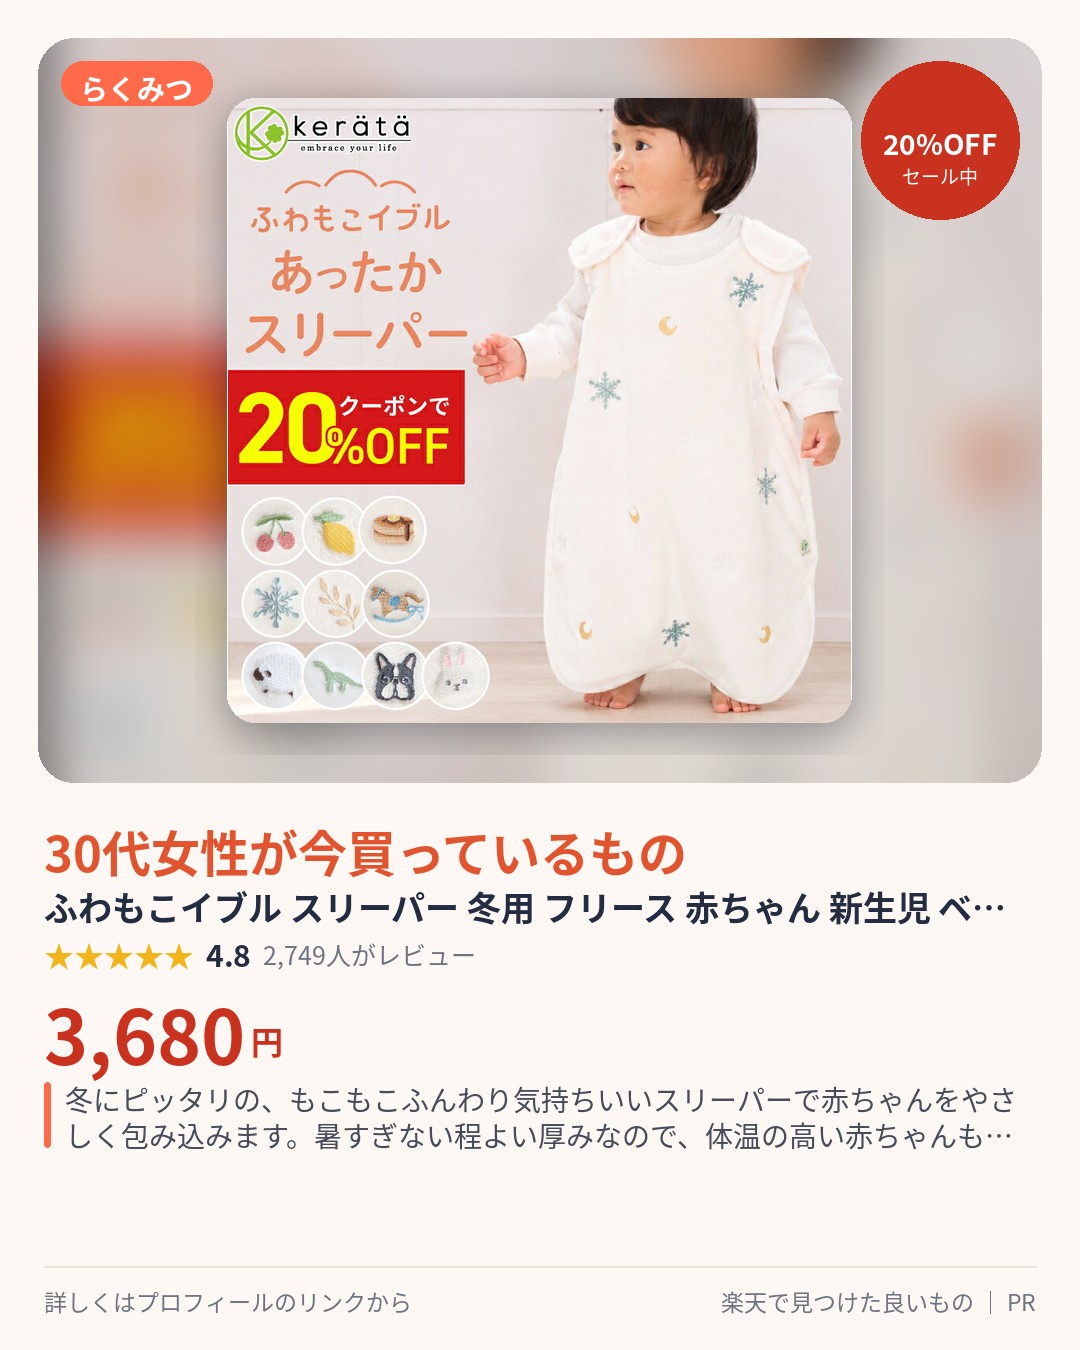 らくみつ
20%OFF
セール中
kerätä
embrace your life
ふわもこイブル
あったか
スリーパー
20%OFF
クーポンで
30代女性が今買っているもの
ふわもこイブル スリーパー 冬用 フリース 赤ちゃん 新生児 ベ…
★★★★★ 4.8 2,749人がレビュー
3,680円
冬にピッタリの、もこもこふんわり気持ちいいスリーパーで赤ちゃんをやさ
しく包み込みます。暑すぎない程よい厚みなので、体温の高い赤ちゃんも…
詳しくはプロフィールのリンクから
楽天で見つけた良いもの｜PR